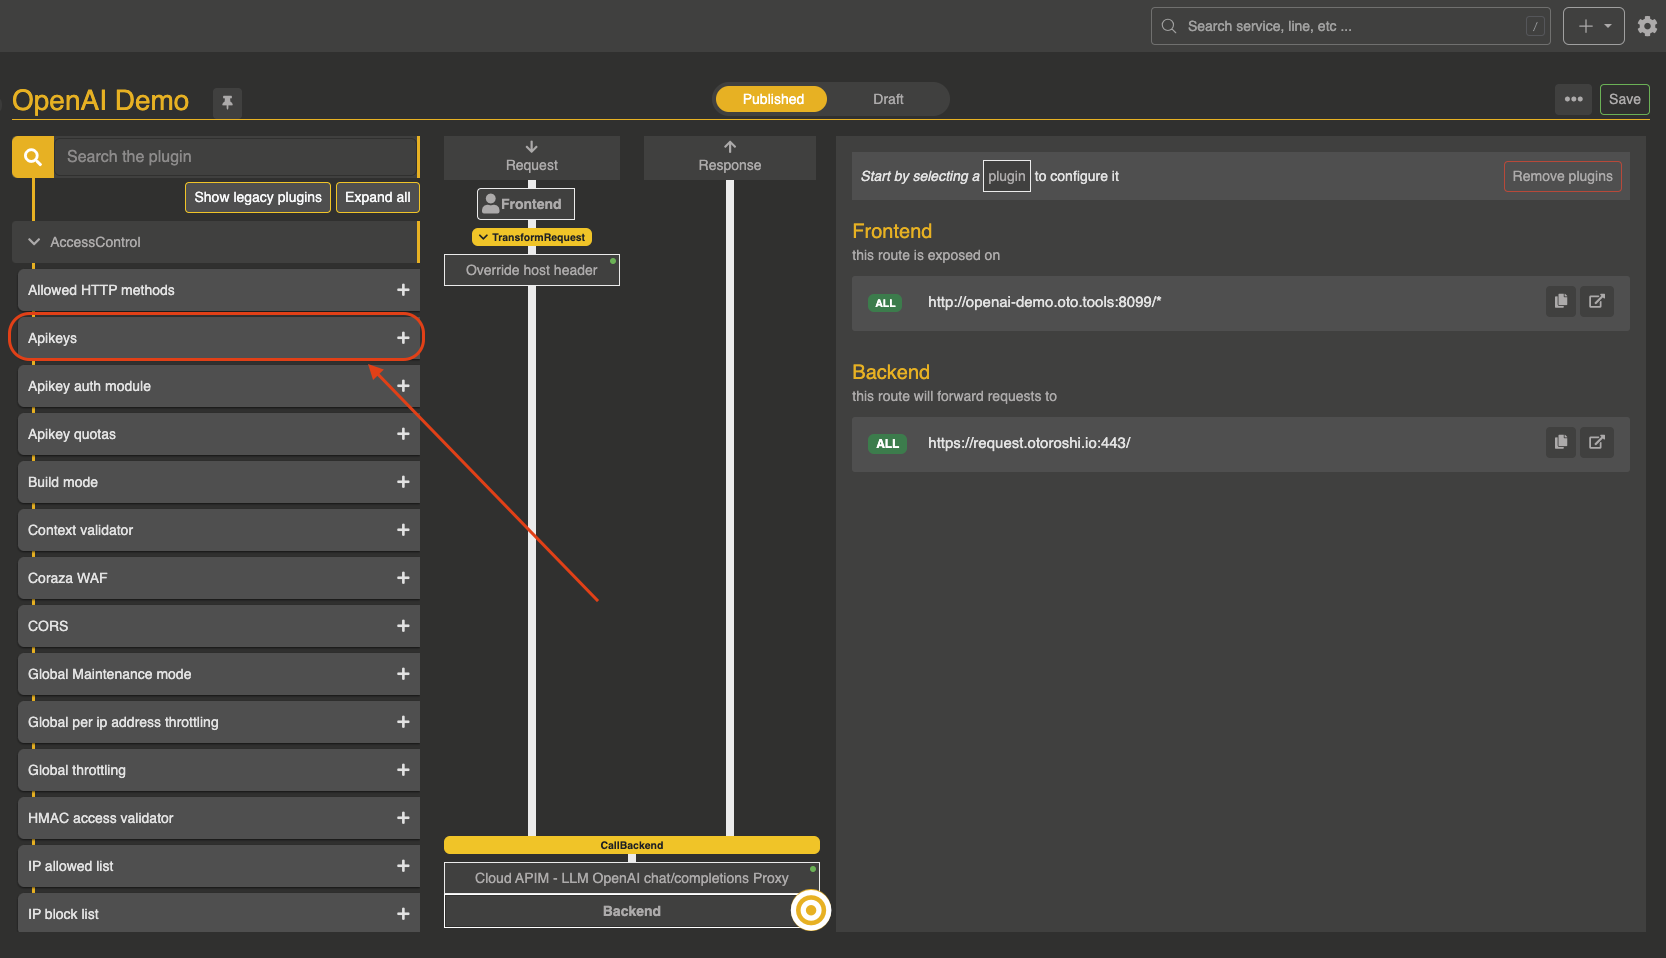 Search service, line, etc ...
/
OpenAI Demo
Published
Draft
Save
Search the plugin
Show legacy plugins
Expand all
AccessControl
Allowed HTTP methods
Apikeys
Apikey auth module
Apikey quotas
Build mode
Context validator
Coraza WAF
CORS
Global Maintenance mode
Global per ip address throttling
Global throttling
HMAC access validator
IP allowed list
IP block list
Request
Response
Frontend
TransformRequest
Override host header
CallBackend
Cloud APIM - LLM OpenAI chat/completions Proxy
Backend
Start by selecting a plugin to configure it
Remove plugins
Frontend
this route is exposed on
ALL http://openai-demo.oto.tools:8099/*
Backend
this route will forward requests to
ALL https://request.otoroshi.io:443/